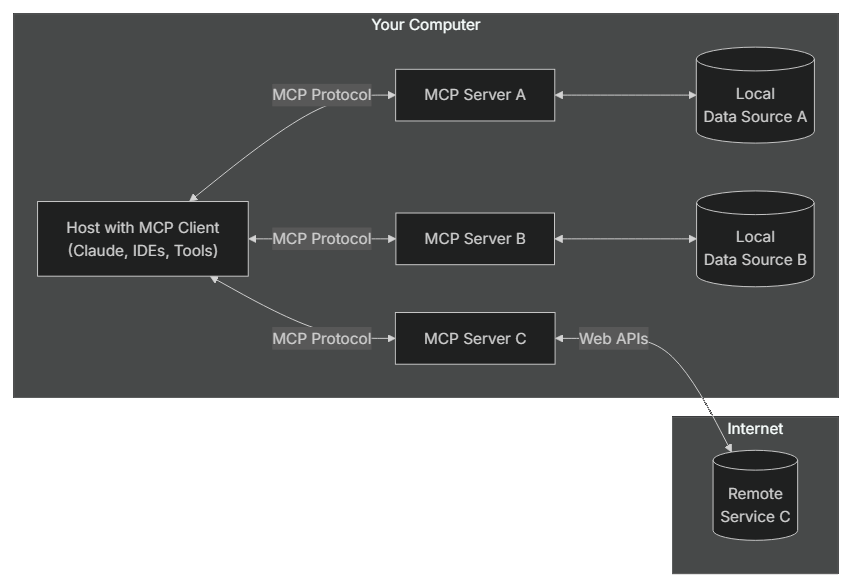 Your Computer
MCP Protocol
MCP Server A
Local
Data Source A
Host with MCP Client
(Claude, IDEs, Tools)
MCP Protocol
MCP Server B
Local
Data Source B
MCP Protocol
MCP Server C
Web APIs
Internet
Remote
Service C